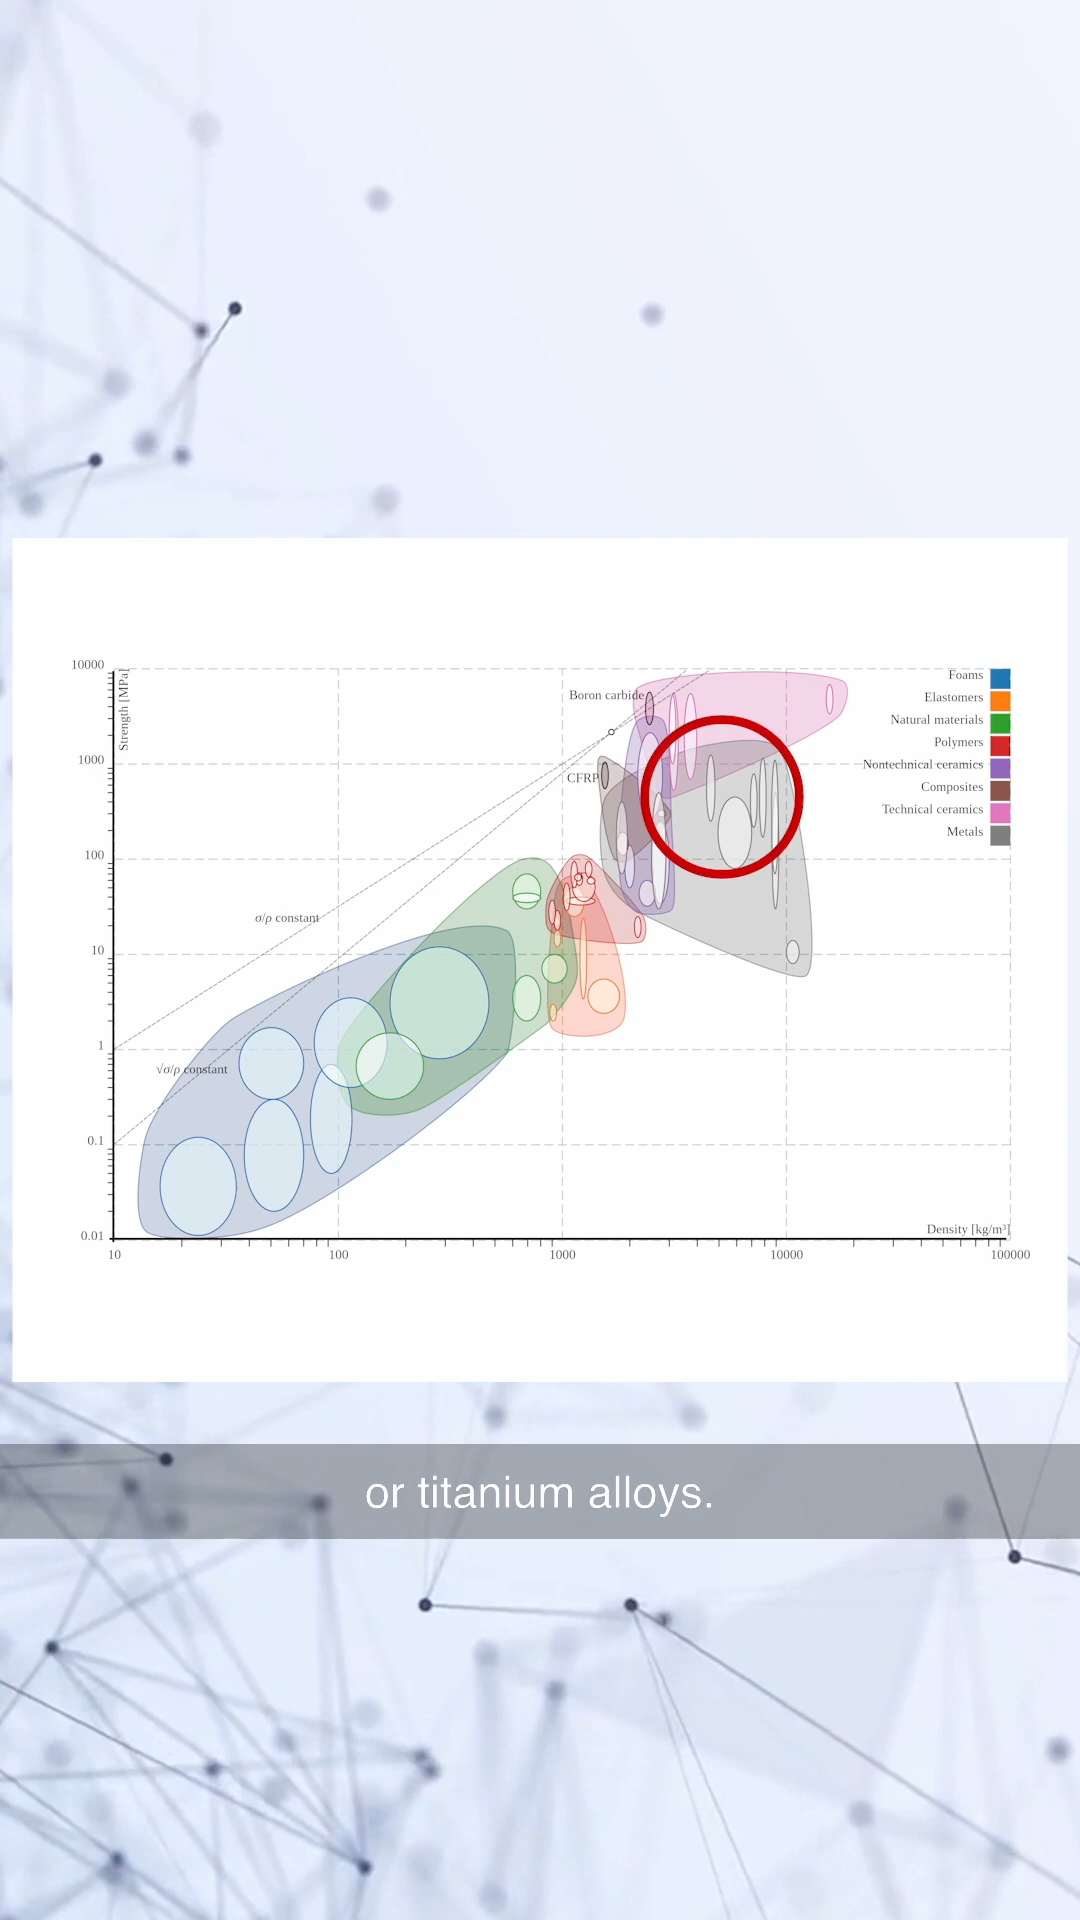 10000
1000
100
10
1
0.1
0.01
Strength [MPa]
Boron carbide
CFRP
σ/ρ constant
√σ/ρ constant
Foams
Elastomers
Natural materials
Polymers
Nontechnical ceramics
Composites
Technical ceramics
Metals
Density [kg/m³]
10
100
1000
10000
100000
or titanium alloys.